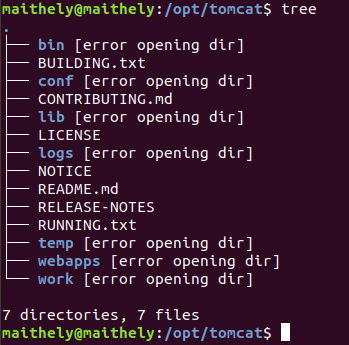 maithely@maithely:/opt/tomcat$ tree
.
├── bin [error opening dir]
├── BUILDING.txt
├── conf [error opening dir]
├── CONTRIBUTING.md
├── lib [error opening dir]
├── LICENSE
├── logs [error opening dir]
├── NOTICE
├── README.md
├── RELEASE-NOTES
├── RUNNING.txt
├── temp [error opening dir]
├── webapps [error opening dir]
└── work [error opening dir]

7 directories, 7 files
maithely@maithely:/opt/tomcat$